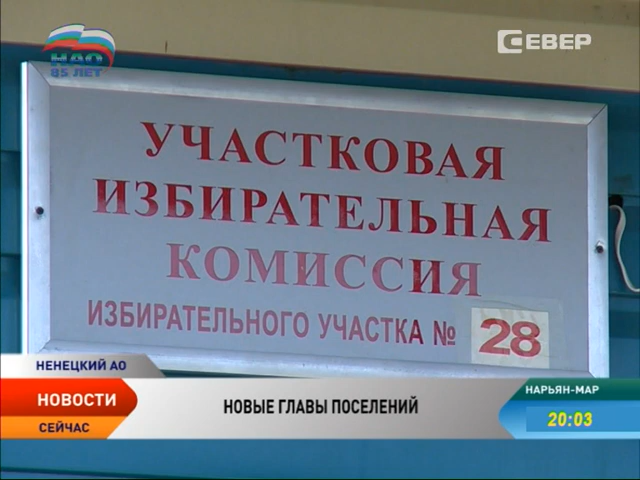 НАО
85 ЛЕТ
СЕВЕР
УЧАСТКОВАЯ
ИЗБИРАТЕЛЬНАЯ
КОМИССИЯ
ИЗБИРАТЕЛЬНОГО УЧАСТКА № 28
НЕНЕЦКИЙ АО
НОВОСТИ
СЕЙЧАС
НОВЫЕ ГЛАВЫ ПОСЕЛЕНИЙ
НАРЬЯН-МАР
20:03